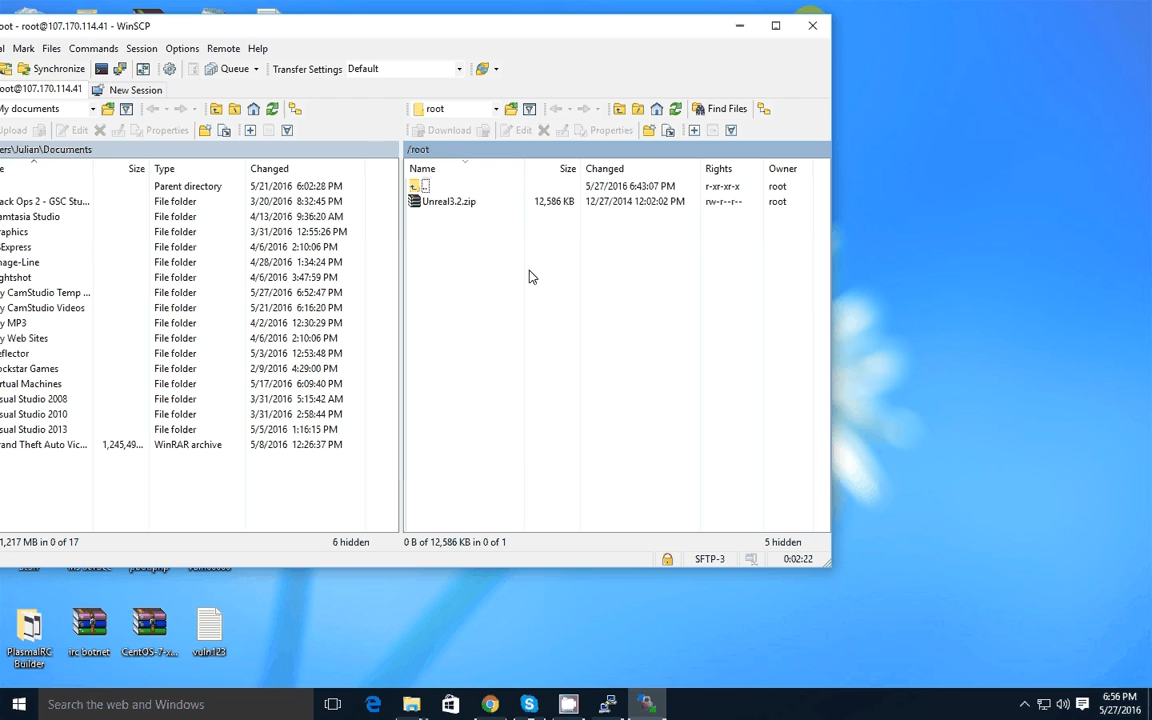 oot - root@107.170.114.41 - WinSCP
al Mark Files Commands Session Options Remote Help
Synchronize Queue Transfer Settings Default
oot@107.170.114.41 New Session
My documents root Find Files
Upload Edit Properties Download Edit Properties
ers\Julian\Documents /root
e Size Type Changed Name Size Changed Rights Owner
Parent directory 5/21/2016 6:02:28 PM .. 5/27/2016 6:43:07 PM r-xr-xr-x root
ack Ops 2 - GSC Stu... File folder 3/20/2016 8:32:45 PM Unreal3.2.zip 12,586 KB 12/27/2014 12:02:02 PM rw-r--r-- root
amtasia Studio File folder 4/13/2016 9:36:20 AM
raphics File folder 3/31/2016 12:55:26 PM
SExpress File folder 4/6/2016 2:10:06 PM
mage-Line File folder 4/28/2016 1:34:24 PM
ghtshot File folder 4/6/2016 3:47:59 PM
y CamStudio Temp ... File folder 5/27/2016 6:52:47 PM
y CamStudio Videos File folder 5/21/2016 6:16:20 PM
y MP3 File folder 4/2/2016 12:30:29 PM
y Web Sites File folder 4/6/2016 2:10:06 PM
eflector File folder 5/3/2016 12:53:48 PM
ockstar Games File folder 2/9/2016 4:29:00 PM
rtual Machines File folder 5/17/2016 6:09:40 PM
sual Studio 2008 File folder 3/31/2016 5:15:42 AM
sual Studio 2010 File folder 3/31/2016 2:58:44 PM
sual Studio 2013 File folder 5/5/2016 1:16:15 PM
rand Theft Auto Vic... 1,245,49... WinRAR archive 5/8/2016 12:26:37 PM
1,217 MB in 0 of 17 6 hidden 0 B of 12,586 KB in 0 of 1 5 hidden
SFTP-3 0:02:22
PlasmaIRC Builder irc botnet CentOS-7-x... vuln123
Search the web and Windows
6:56 PM
5/27/2016